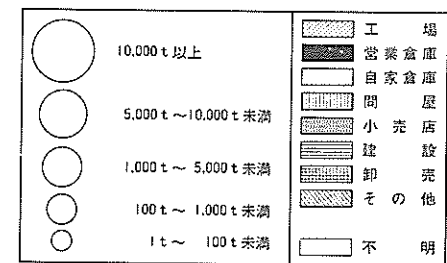 10,000 t 以上
5,000 t ～10,000 t 未満
1,000 t ～ 5,000 t 未満
100 t ～ 1,000 t 未満
1 t ～ 100 t 未満
工場
営業倉庫
自家倉庫
問屋
小売店
建設
卸売
その他
不明